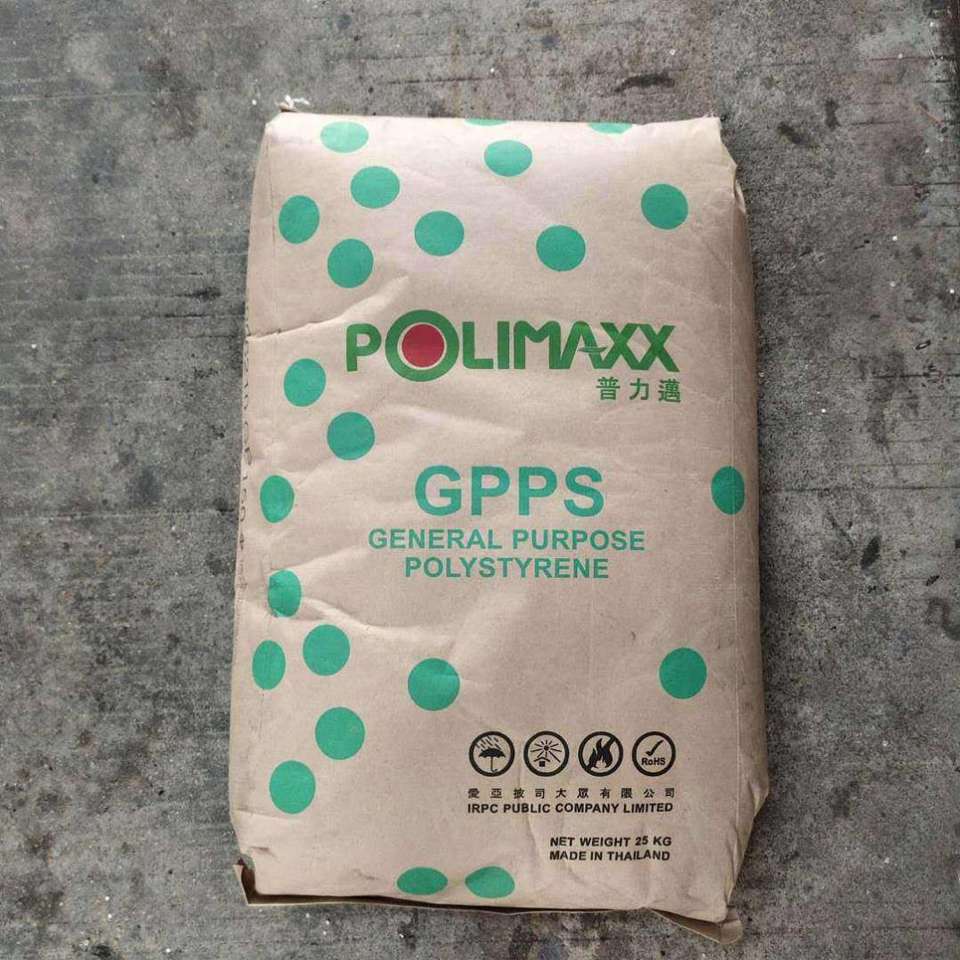 POLIMAXX
普力邁
GPPS
GENERAL PURPOSE
POLYSTYRENE
RoHS
愛亞披司大眾有限公司
IRPC PUBLIC COMPANY LIMITED
NET WEIGHT 25 KG
MADE IN THAILAND